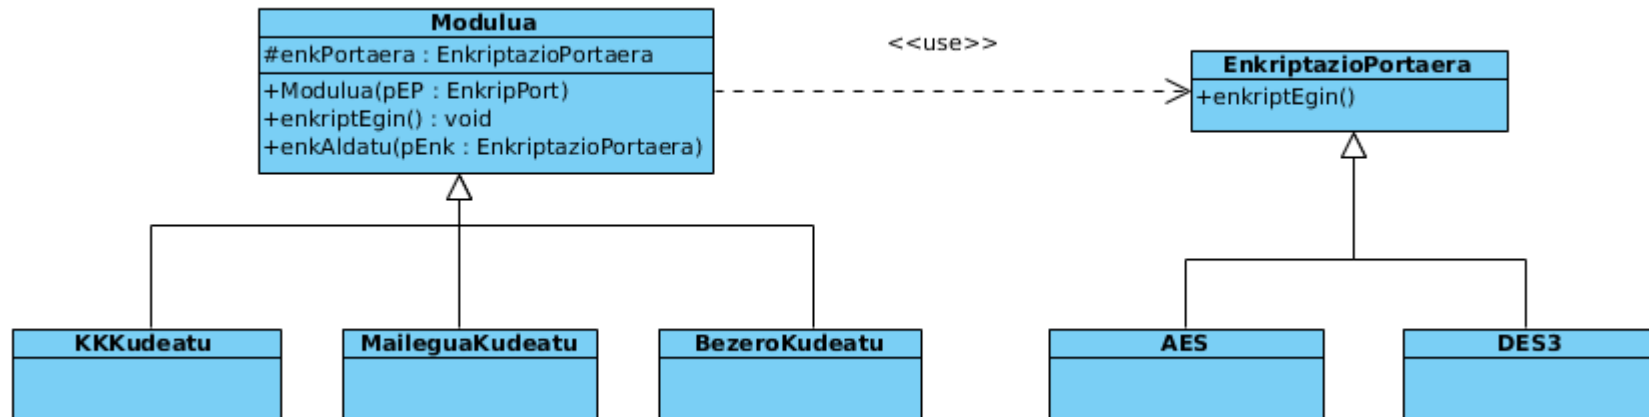 Modulua
#enkPortaera : EnkriptazioPortaera
+Modulua(pEP : EnkripPort)
+enkriptEgin() : void
+enkAldatu(pEnk : EnkriptazioPortaera)
<<use>>
EnkriptazioPortaera
+enkriptEgin()
KKKudeatu
MaileguaKudeatu
BezeroKudeatu
AES
DES3